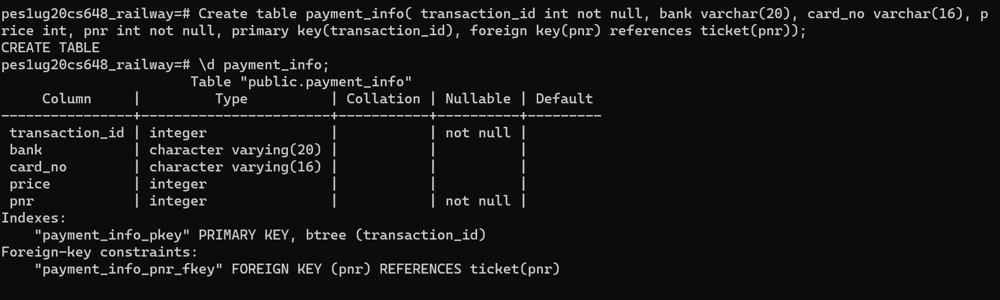 pes1ug20cs648_railway=# Create table payment_info( transaction_id int not null, bank varchar(20), card_no varchar(16), p
rice int, pnr int not null, primary key(transaction_id), foreign key(pnr) references ticket(pnr));
CREATE TABLE
pes1ug20cs648_railway=# \d payment_info;
                       Table "public.payment_info"
     Column     |         Type          | Collation | Nullable | Default
----------------+-----------------------+-----------+----------+---------
 transaction_id | integer               |           | not null |
 bank           | character varying(20) |           |          |
 card_no        | character varying(16) |           |          |
 price          | integer               |           |          |
 pnr            | integer               |           | not null |
Indexes:
    "payment_info_pkey" PRIMARY KEY, btree (transaction_id)
Foreign-key constraints:
    "payment_info_pnr_fkey" FOREIGN KEY (pnr) REFERENCES ticket(pnr)